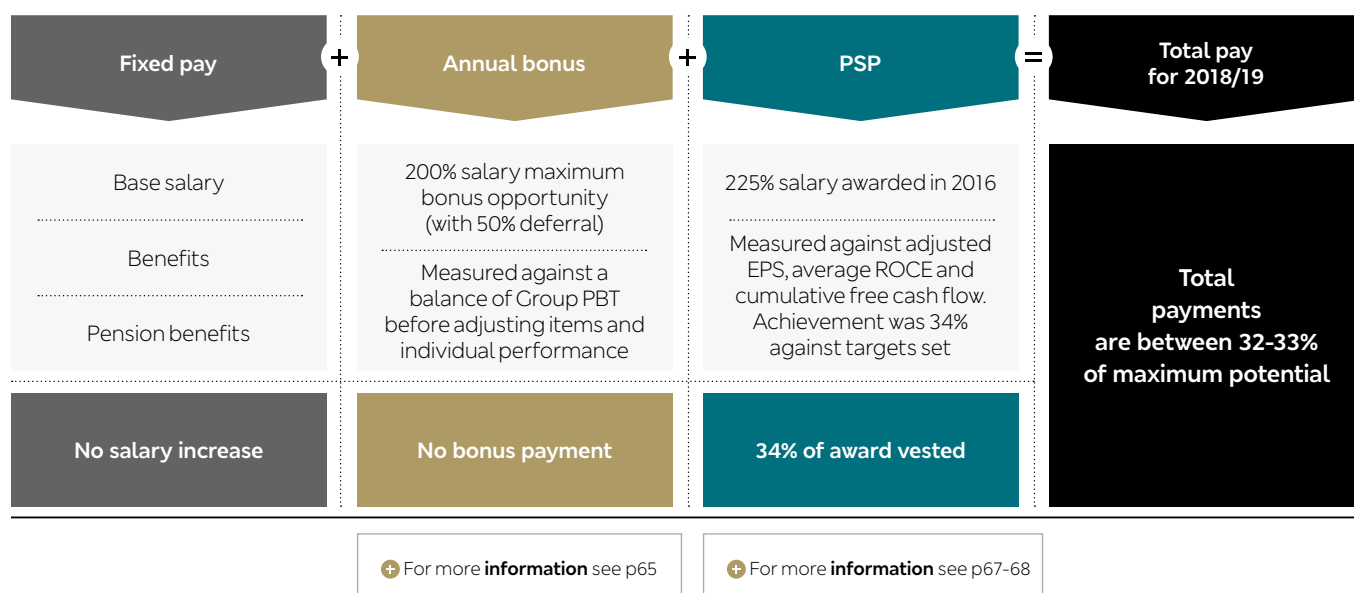 Fixed pay
+
Annual bonus
+
PSP
=
Total pay
for 2018/19
Base salary
Benefits
Pension benefits
200% salary maximum
bonus opportunity
(with 50% deferral)
Measured against a
balance of Group PBT
before adjusting items and
individual performance
225% salary awarded in 2016
Measured against adjusted
EPS, average ROCE and
cumulative free cash flow.
Achievement was 34%
against targets set
Total
payments
are between 32-33%
of maximum potential
No salary increase
No bonus payment
34% of award vested
+ For more information see p65
+ For more information see p67-68